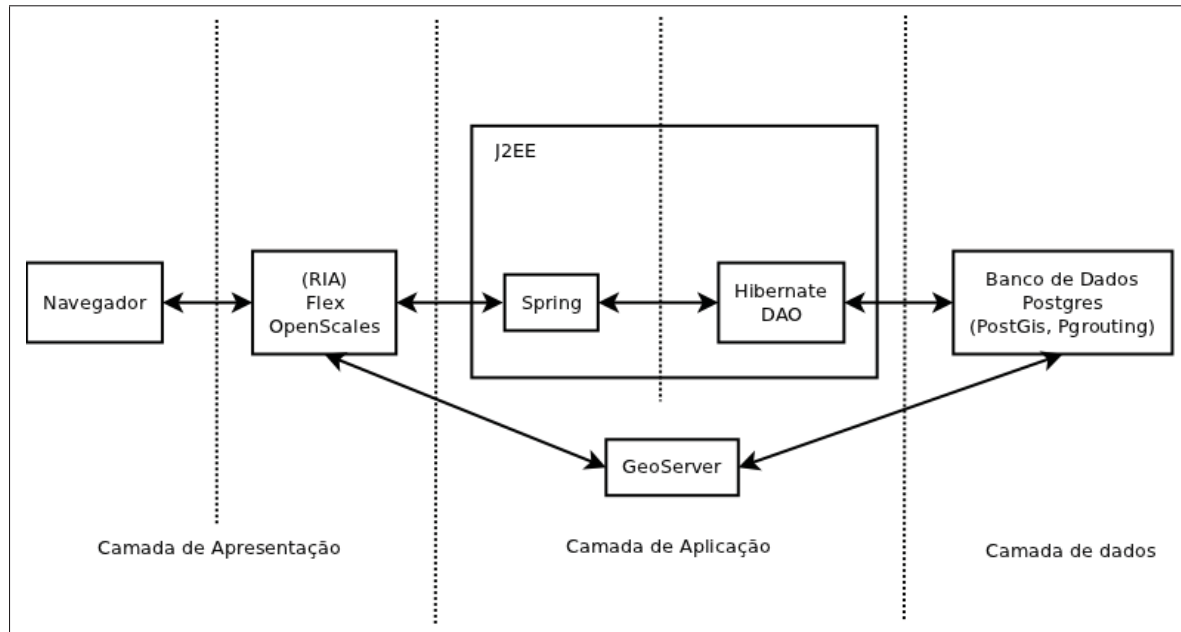 J2EE
Navegador
(RIA)
Flex
OpenScales
Spring
Hibernate
DAO
Banco de Dados
Postgres
(PostGis, Pgrouting)
GeoServer
Camada de Apresentação
Camada de Aplicação
Camada de dados